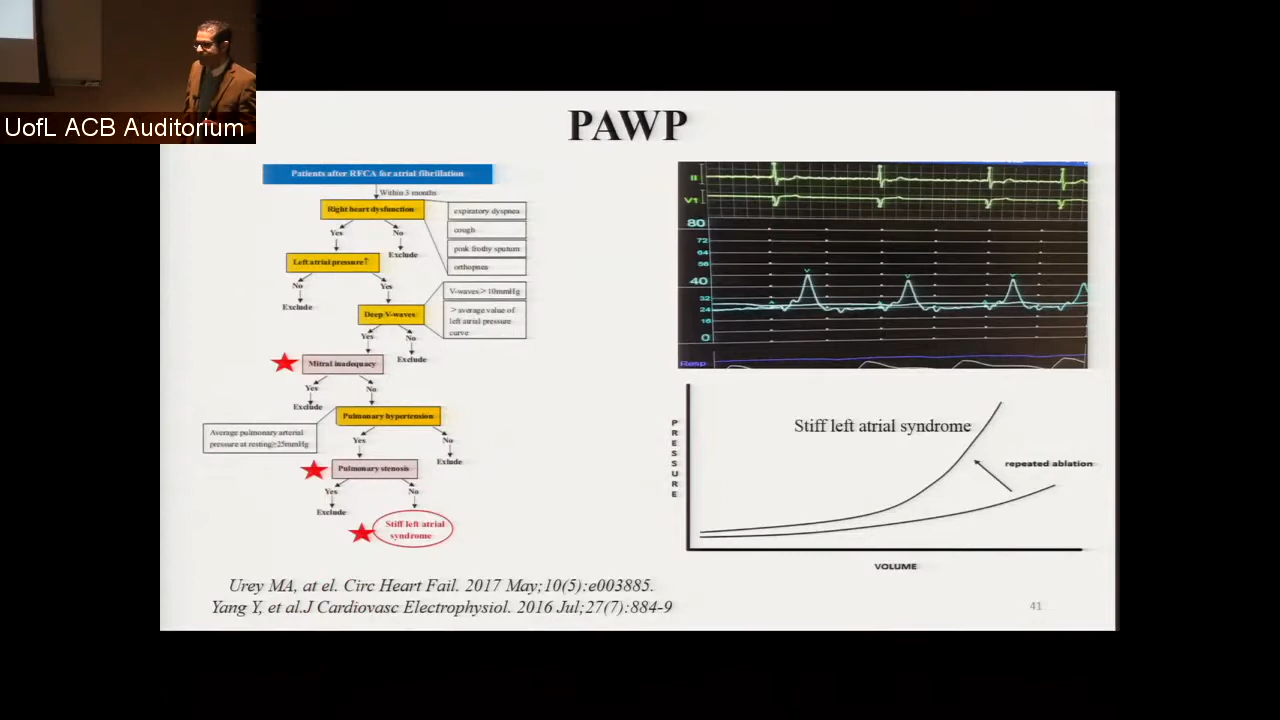 UofL ACB Auditorium
PAWP
Patients after RFCA for atrial fibrillation
Within 3 months
Right heart dysfunction
expiratory dyspnea
cough
pink frothy sputum
orthopnea
Yes
No
Exclude
Left atrial pressure↑
No
Yes
Exclude
V-waves > 10mmHg
> average value of
left atrial pressure
curve
Deep V-waves
Yes
No
Exclude
Mitral inadequacy
Yes
No
Exclude
Pulmonary hypertension
Average pulmonary arterial
pressure at resting≥25mmHg
Yes
No
Exlude
Pulmonary stenosis
Yes
No
Exclude
Stiff left atrial
syndrome
Urey MA, at el. Circ Heart Fail. 2017 May;10(5):e003885.
Yang Y, et al.J Cardiovasc Electrophysiol. 2016 Jul;27(7):884-9
II
V1
80
72
64
56
40
32
24
16
0
V
V
V
Resp
PRESSURE
Stiff left atrial syndrome
repeated ablation
VOLUME
41